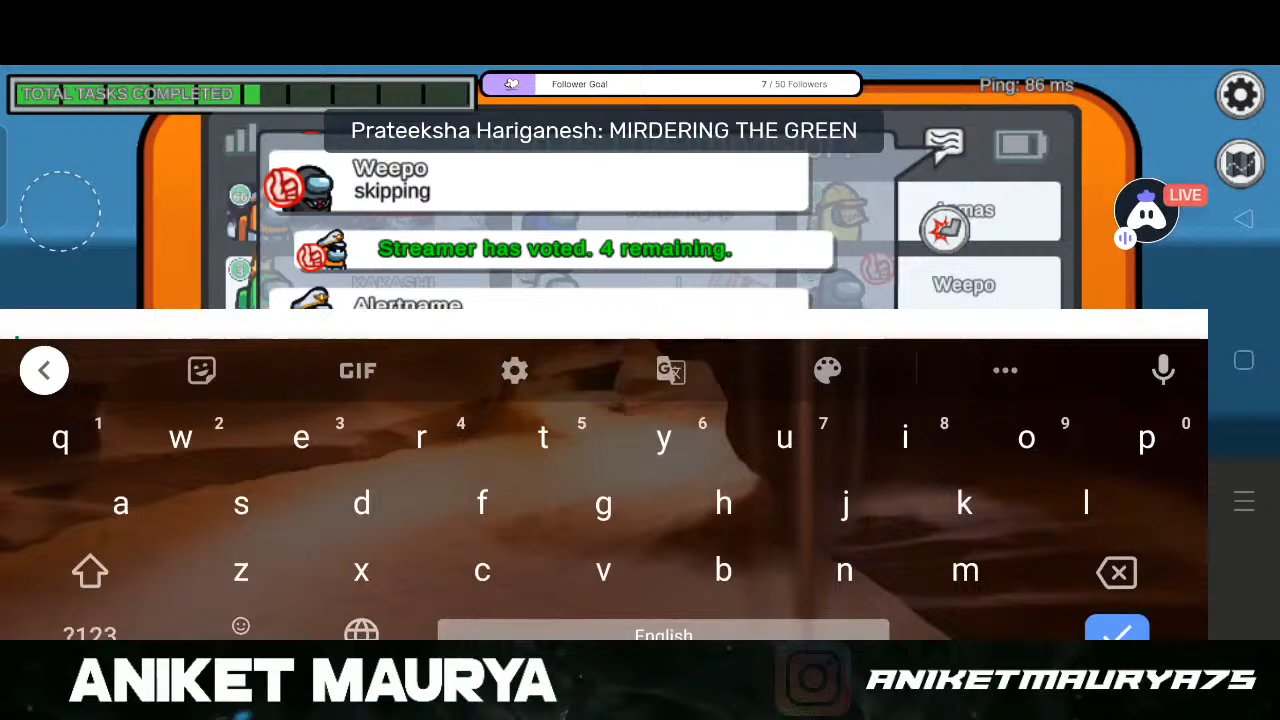 TOTAL TASKS COMPLETED
Follower Goal
7 / 50 Followers
Ping: 86 ms
Prateeksha Hariganesh: MIRDERING THE GREEN
Weepo
skipping
Streamer has voted. 4 remaining.
Alertname
KAKASHI
Weepo
LIVE
GIF
q 1 w 2 e 3 r 4 t 5 y 6 u 7 i 8 o 9 p 0
a s d f g h j k l
z x c v b n m
?123
English
ANIKET MAURYA
ANIKETMAURYA75